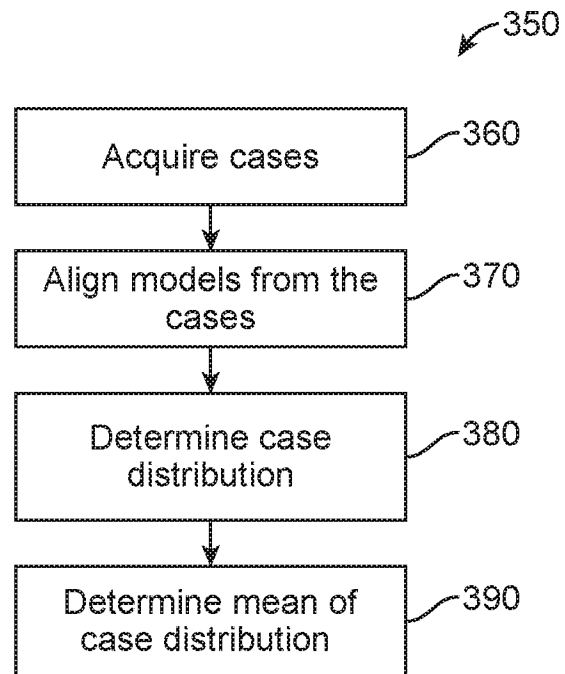 350
Acquire cases
360
Align models from the
cases
370
Determine case
distribution
380
Determine mean of
case distribution
390